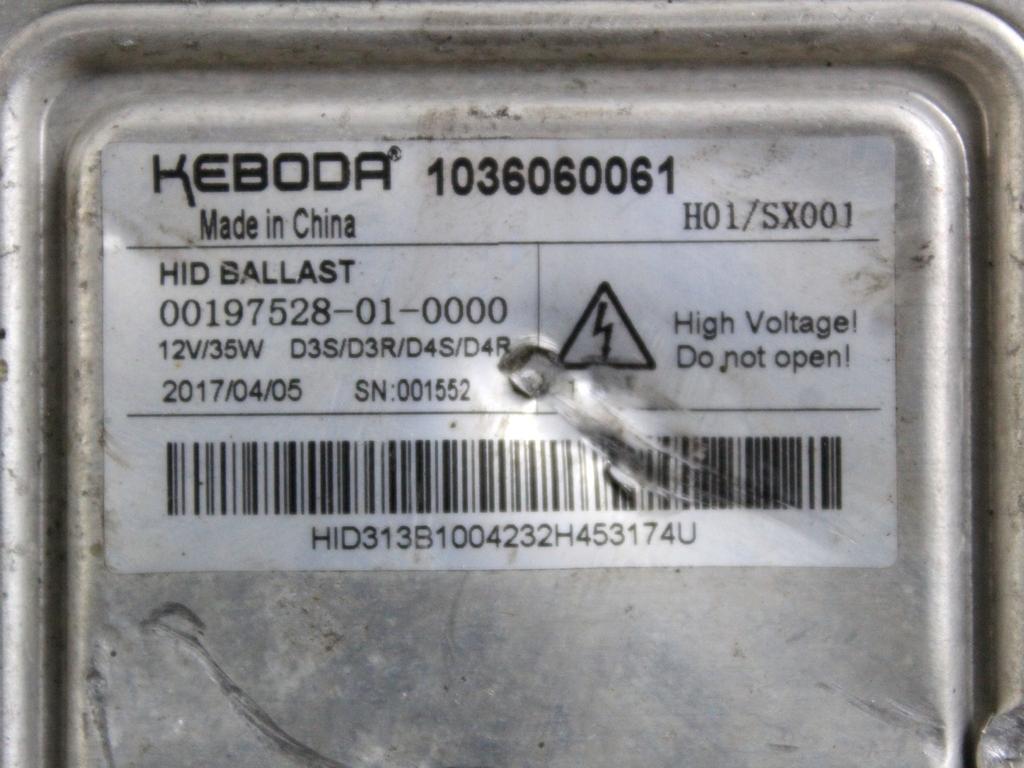 KEBODA® 1036060061
Made in China H01/SX001
HID BALLAST
00197528-01-0000
12V/35W D3S/D3R/D4S/D4R
2017/04/05 SN:001552
High Voltage!
Do not open!
HID313B1004232H453174U